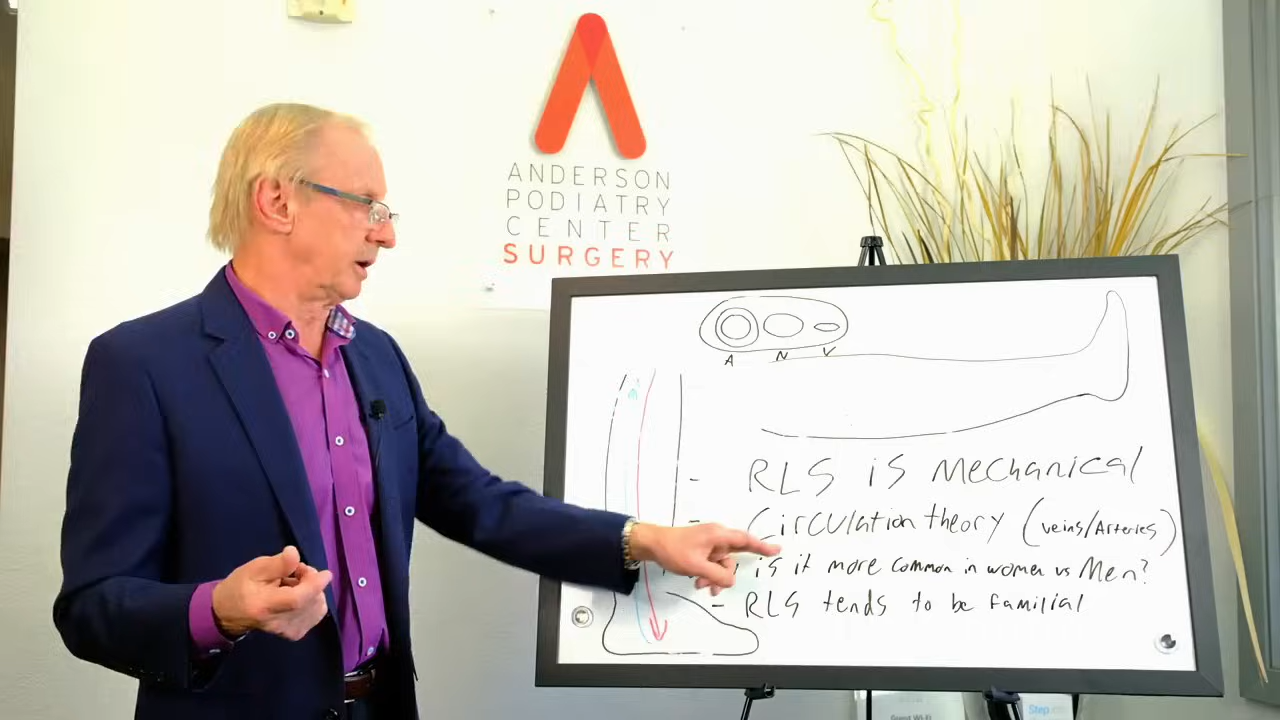 ANDERSON
PODIATRY
CENTER
SURGERY
A N V
- RLS is Mechanical
- Circulation theory (veins/Arteries)
is it more common in women vs Men?
- RLS tends to be familial
Step